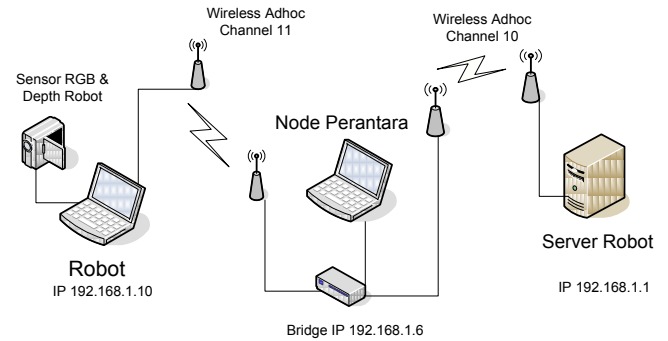 Wireless Adhoc
Channel 11
Wireless Adhoc
Channel 10
Sensor RGB &
Depth Robot
Node Perantara
Robot
IP 192.168.1.10
Server Robot
IP 192.168.1.1
Bridge IP 192.168.1.6